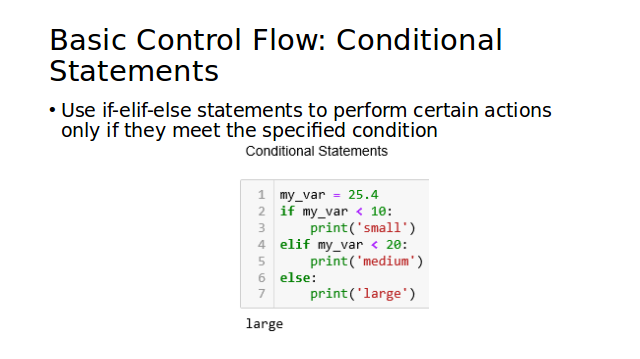 Basic Control Flow: Conditional
Statements
• Use if-elif-else statements to perform certain actions
only if they meet the specified condition
Conditional Statements
1 my_var = 25.4
2 if my_var < 10:
3     print('small')
4 elif my_var < 20:
5     print('medium')
6 else:
7     print('large')
large